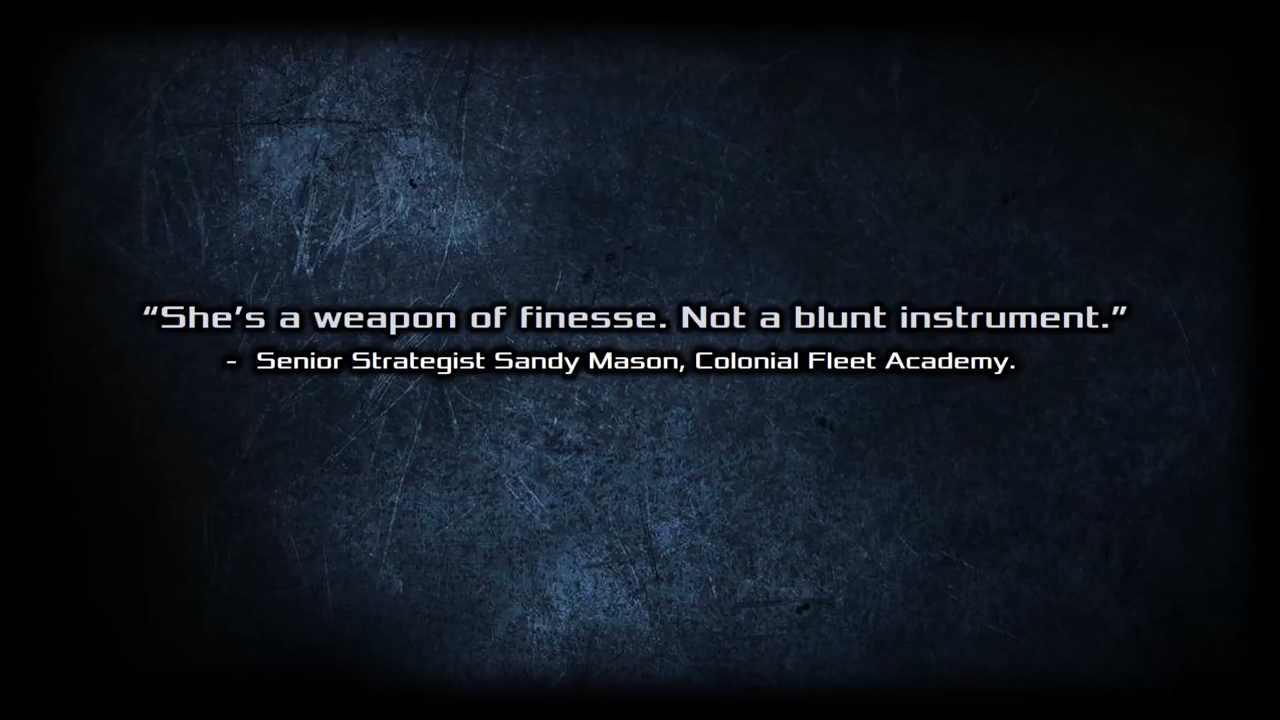 “She’s a weapon of finesse. Not a blunt instrument.”
- Senior Strategist Sandy Mason, Colonial Fleet Academy.